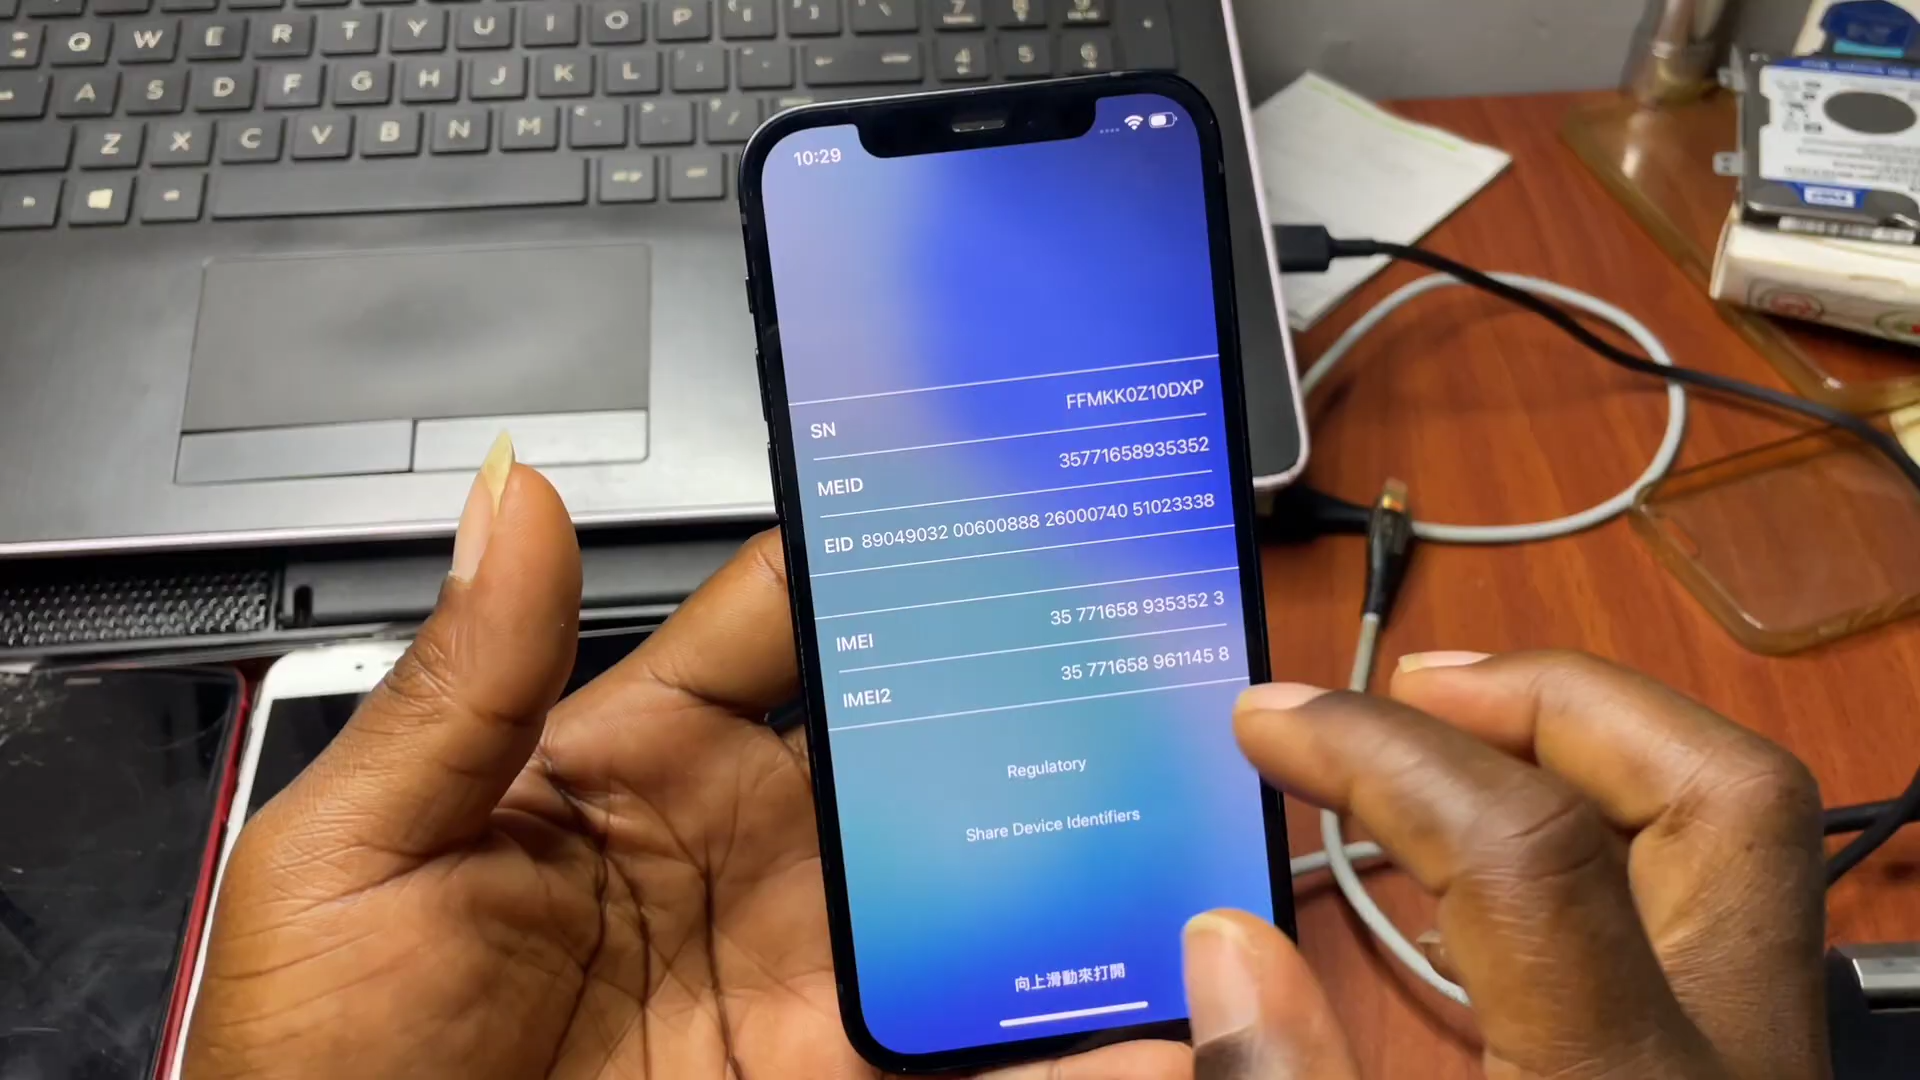 Q W E R T Y U I O P
A S D F G H J K L
Z X C V B N M
10:29
SN FFMKK0Z10DXP
MEID 35771658935352
EID 89049032 00600888 26000740 51023338
IMEI 35 771658 935352 3
IMEI2 35 771658 961145 8
Regulatory
Share Device Identifiers
向上滑動來打開